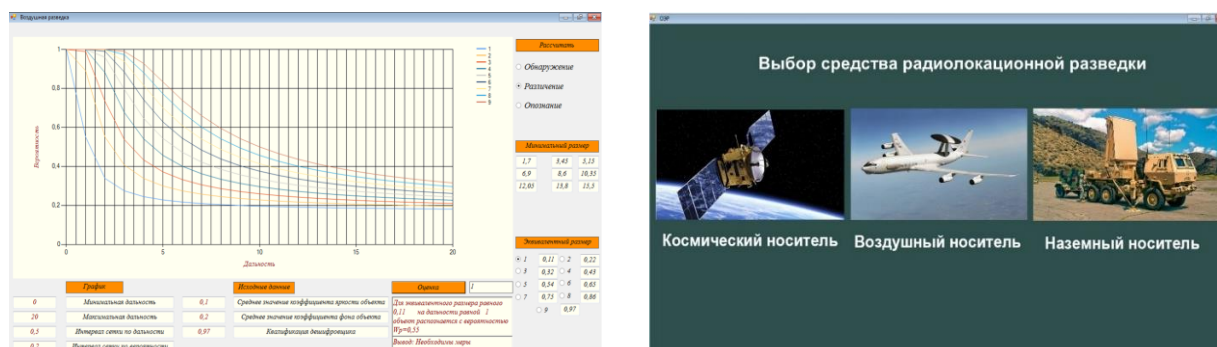 Воздушная разведка
1
0.8
0.6
0.4
0.2
0
0
5
10
15
20
Вероятность
Дальность
1
2
3
4
5
6
7
8
9
Рассчитать
Обнаружение
Различение
Опознание
Минимальный размер
1,7 3,45 5,15
6,9 8,6 10,35
12,05 13,8 15,5
Эквивалентный размер
1 0,11 2 0,22
3 0,32 4 0,43
5 0,54 6 0,65
7 0,75 8 0,86
9 0,97
График
0 Минимальная дальность
20 Максимальная дальность
0,5 Интервал сетки по дальности
0,2 Интервал сетки по вероятности
Исходные данные
0,1 Среднее значение коэффициента яркости объекта
0,2 Среднее значение коэффициента фона объекта
0,97 Квалификация дешифровщика
Оценка 1
Для эквивалентного размера равного
0,11 на дальности равной 1
объект распознается с вероятностью
Wp=0,55
Вывод: Необходимы меры
ОЭР
Выбор средства радиолокационной разведки
Космический носитель Воздушный носитель Наземный носитель